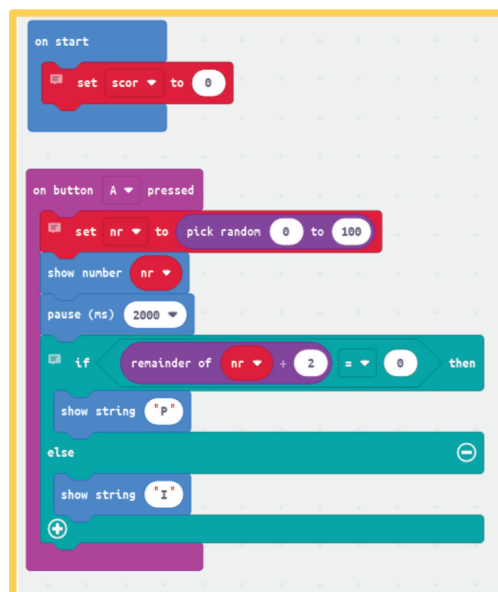 on start
set scor to 0
on button A pressed
set nr to pick random 0 to 100
show number nr
pause (ms) 2000
if remainder of nr ÷ 2 = 0 then
show string "P"
else
show string "I"